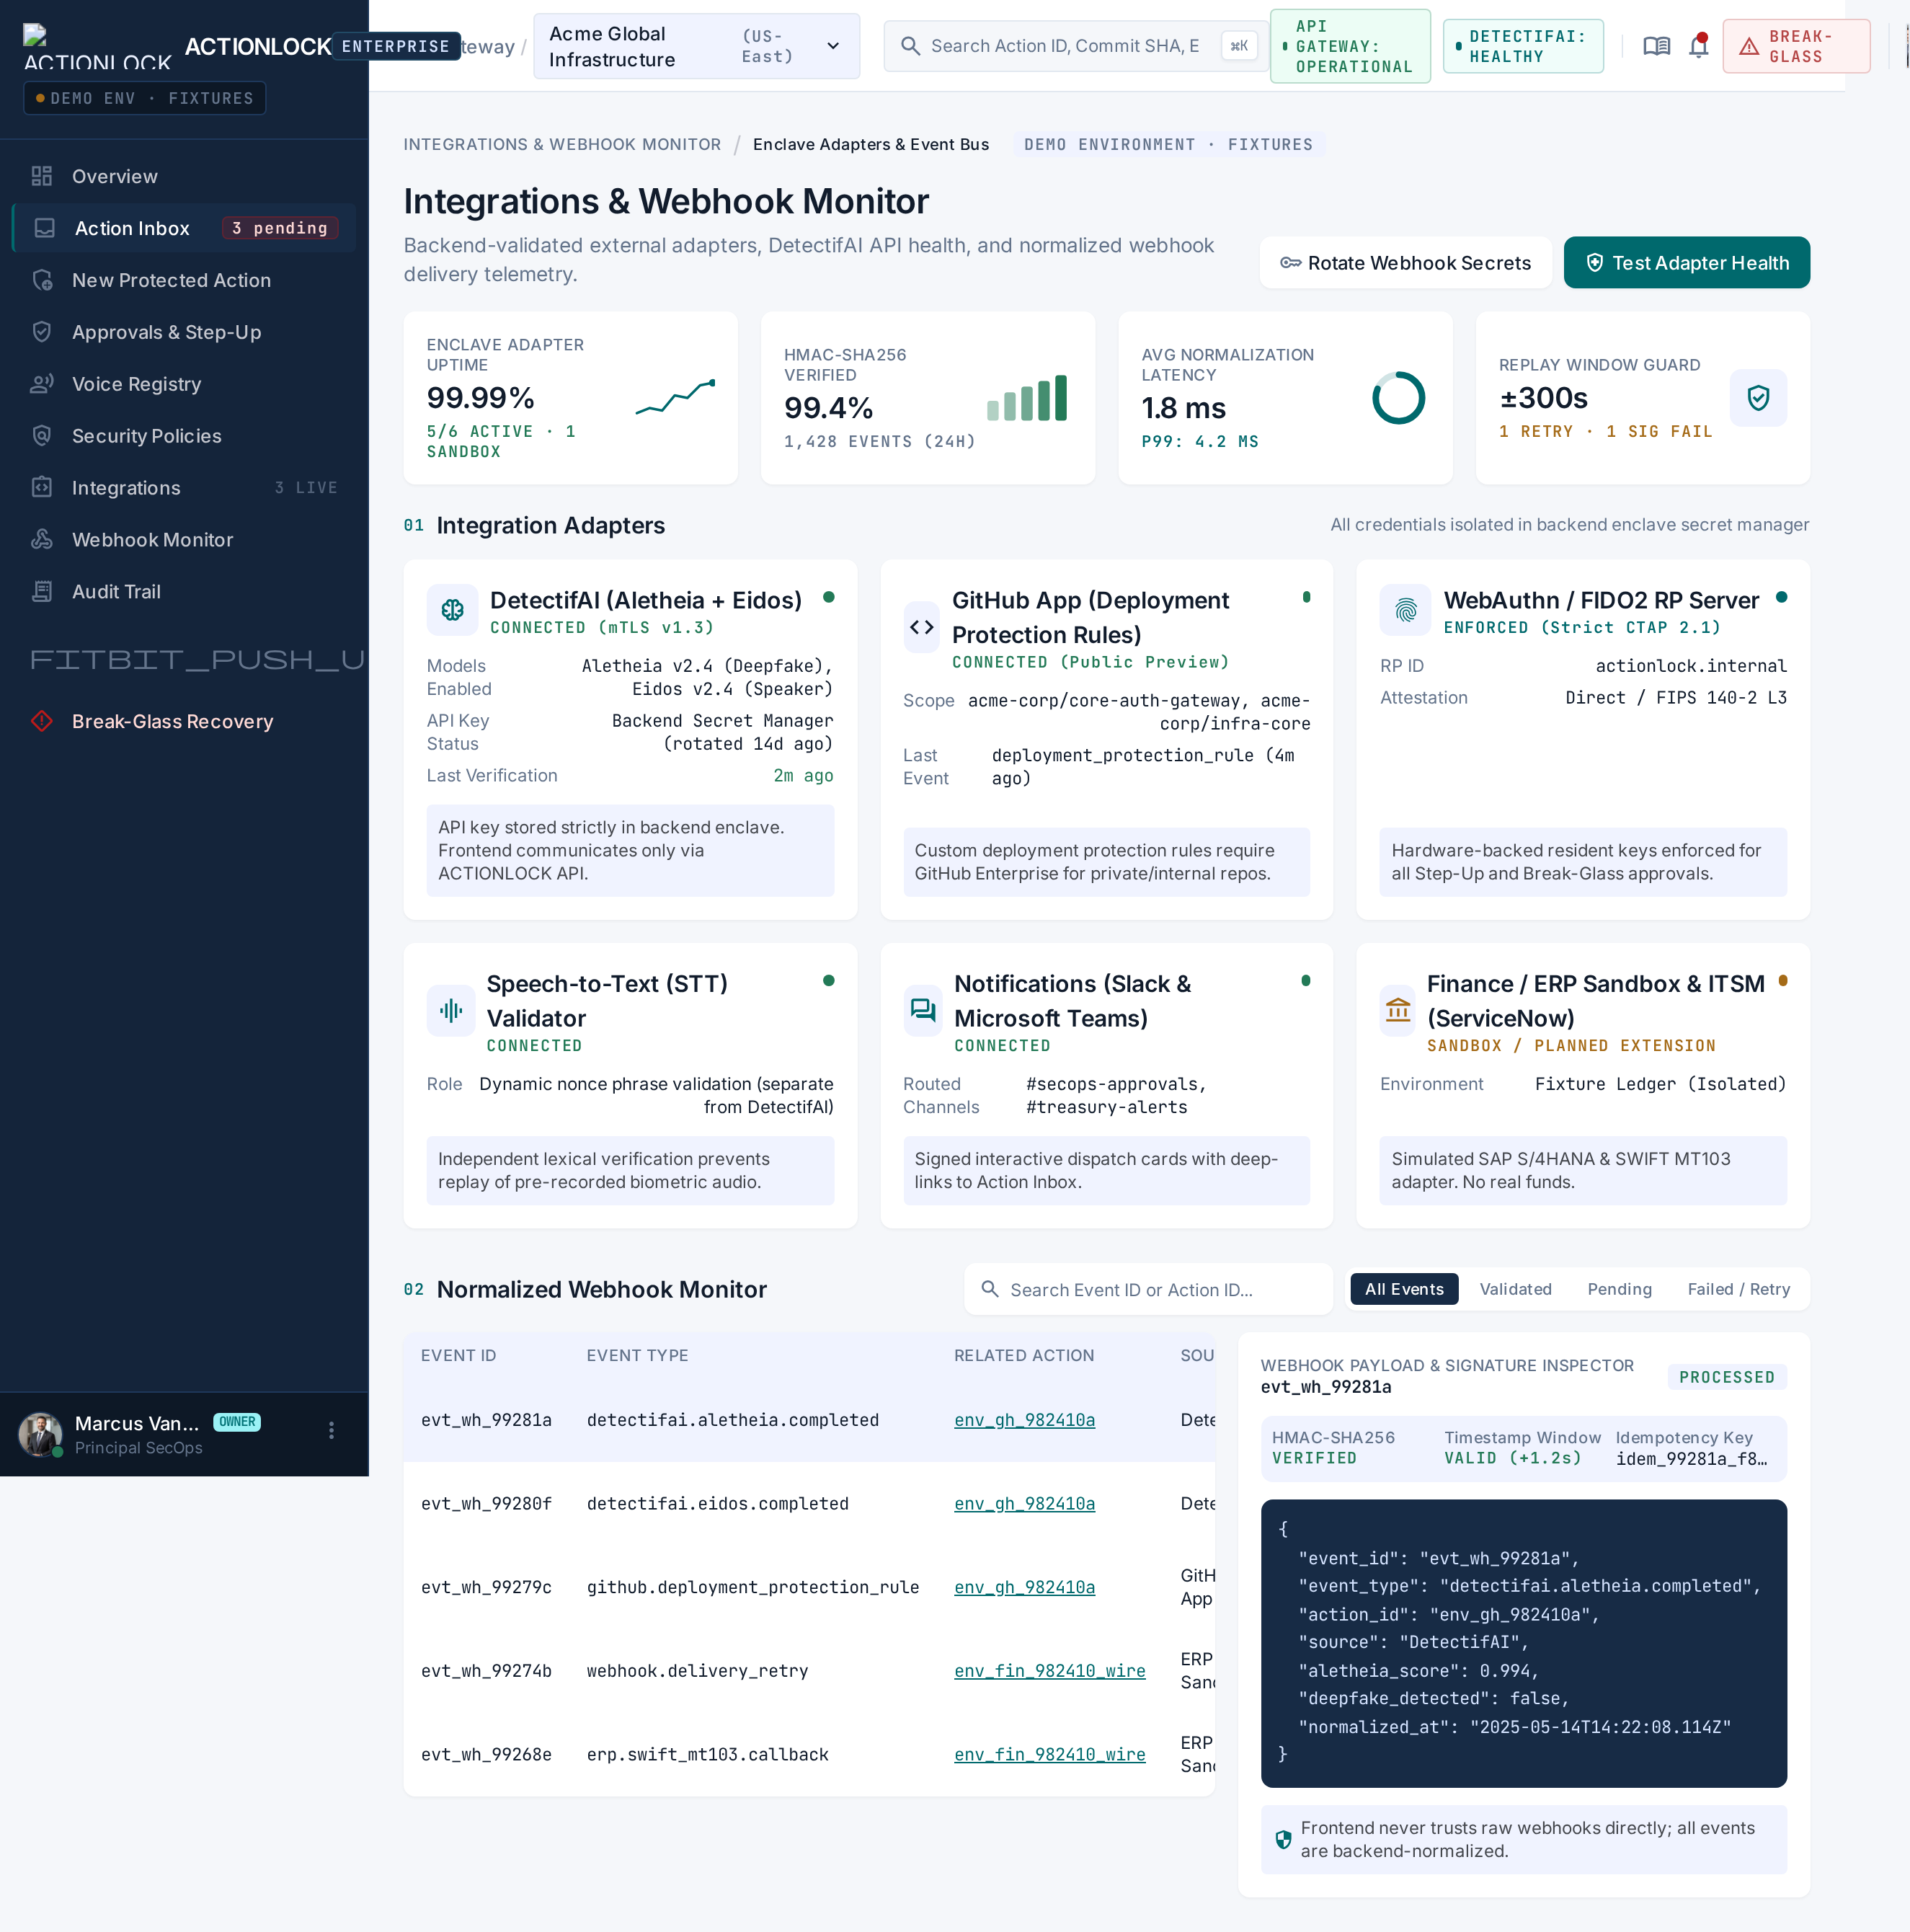 ACTIONLOCK
ACTIONLOCK
ENTERPRISE
DEMO ENV · FIXTURES
Overview
Action Inbox
3 pending
New Protected Action
Approvals & Step-Up
Voice Registry
Security Policies
Integrations
3 LIVE
Webhook Monitor
Audit Trail
FITBIT_PUSH_U
Break-Glass Recovery
Marcus Van...
OWNER
Principal SecOps
teway /
Acme Global
Infrastructure
(US-
East)
Search Action ID, Commit SHA, E
⌘K
API
GATEWAY:
OPERATIONAL
DETECTIFAI:
HEALTHY
BREAK-
GLASS
INTEGRATIONS & WEBHOOK MONITOR / Enclave Adapters & Event Bus
DEMO ENVIRONMENT · FIXTURES
Integrations & Webhook Monitor
Backend-validated external adapters, DetectifAI API health, and normalized webhook
delivery telemetry.
Rotate Webhook Secrets
Test Adapter Health
ENCLAVE ADAPTER
UPTIME
99.99%
5/6 ACTIVE · 1
SANDBOX
HMAC-SHA256
VERIFIED
99.4%
1,428 EVENTS (24H)
AVG NORMALIZATION
LATENCY
1.8 ms
P99: 4.2 MS
REPLAY WINDOW GUARD
±300s
1 RETRY · 1 SIG FAIL
01 Integration Adapters
All credentials isolated in backend enclave secret manager
DetectifAI (Aletheia + Eidos)
CONNECTED (mTLS v1.3)
Models
Enabled
Aletheia v2.4 (Deepfake),
Eidos v2.4 (Speaker)
API Key
Status
Backend Secret Manager
(rotated 14d ago)
Last Verification
2m ago
API key stored strictly in backend enclave.
Frontend communicates only via
ACTIONLOCK API.
GitHub App (Deployment
Protection Rules)
CONNECTED (Public Preview)
Scope
acme-corp/core-auth-gateway, acme-
corp/infra-core
Last
Event
deployment_protection_rule (4m
ago)
Custom deployment protection rules require
GitHub Enterprise for private/internal repos.
WebAuthn / FIDO2 RP Server
ENFORCED (Strict CTAP 2.1)
RP ID
actionlock.internal
Attestation
Direct / FIPS 140-2 L3
Hardware-backed resident keys enforced for
all Step-Up and Break-Glass approvals.
Speech-to-Text (STT)
Validator
CONNECTED
Role
Dynamic nonce phrase validation (separate
from DetectifAI)
Independent lexical verification prevents
replay of pre-recorded biometric audio.
Notifications (Slack &
Microsoft Teams)
CONNECTED
Routed
Channels
#secops-approvals,
#treasury-alerts
Signed interactive dispatch cards with deep-
links to Action Inbox.
Finance / ERP Sandbox & ITSM
(ServiceNow)
SANDBOX / PLANNED EXTENSION
Environment
Fixture Ledger (Isolated)
Simulated SAP S/4HANA & SWIFT MT103
adapter. No real funds.
02 Normalized Webhook Monitor
Search Event ID or Action ID...
All Events
Validated
Pending
Failed / Retry
EVENT ID
EVENT TYPE
RELATED ACTION
SOU
evt_wh_99281a
detectifai.aletheia.completed
env_gh_982410a
Dete
evt_wh_99280f
detectifai.eidos.completed
env_gh_982410a
Dete
evt_wh_99279c
github.deployment_protection_rule
env_gh_982410a
GitH
App
evt_wh_99274b
webhook.delivery_retry
env_fin_982410_wire
ERP
Sand
evt_wh_99268e
erp.swift_mt103.callback
env_fin_982410_wire
ERP
Sand
WEBHOOK PAYLOAD & SIGNATURE INSPECTOR
evt_wh_99281a
PROCESSED
HMAC-SHA256
VERIFIED
Timestamp Window
VALID (+1.2s)
Idempotency Key
idem_99281a_f8…
{
"event_id": "evt_wh_99281a",
"event_type": "detectifai.aletheia.completed",
"action_id": "env_gh_982410a",
"source": "DetectifAI",
"aletheia_score": 0.994,
"deepfake_detected": false,
"normalized_at": "2025-05-14T14:22:08.114Z"
}
Frontend never trusts raw webhooks directly; all events
are backend-normalized.